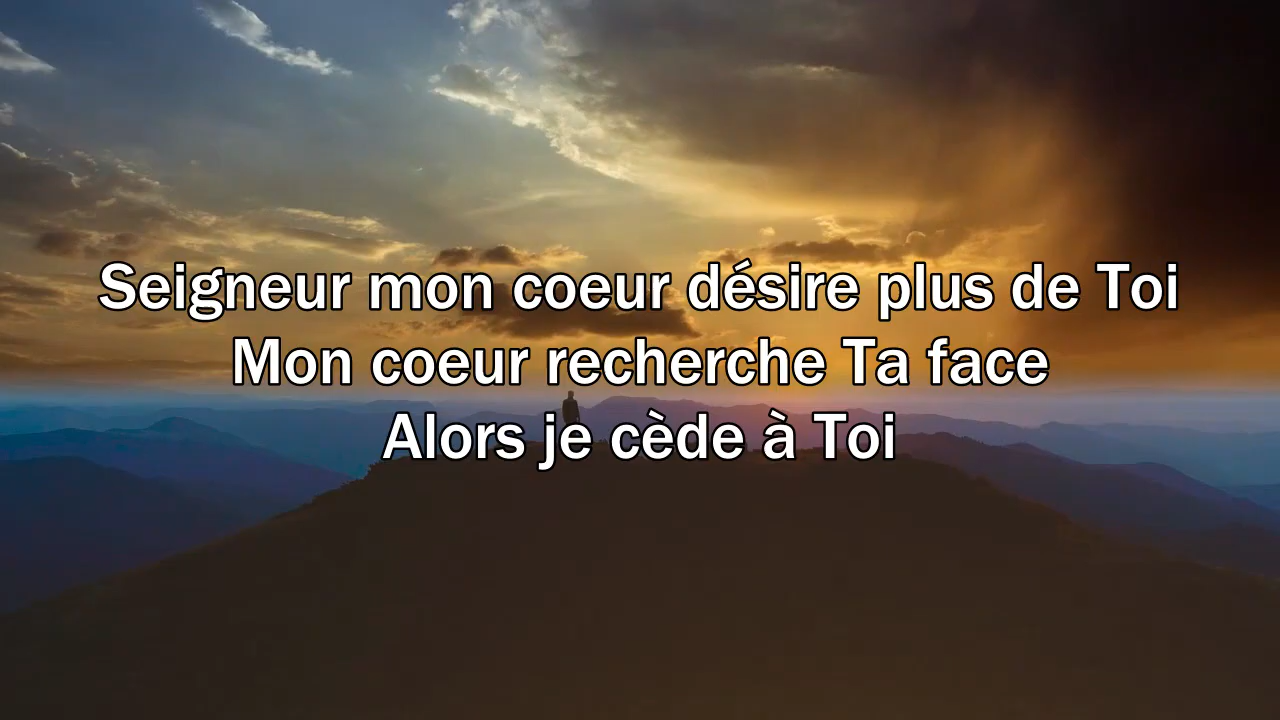 Seigneur mon coeur désire plus de Toi
Mon coeur recherche Ta face
Alors je cède à Toi